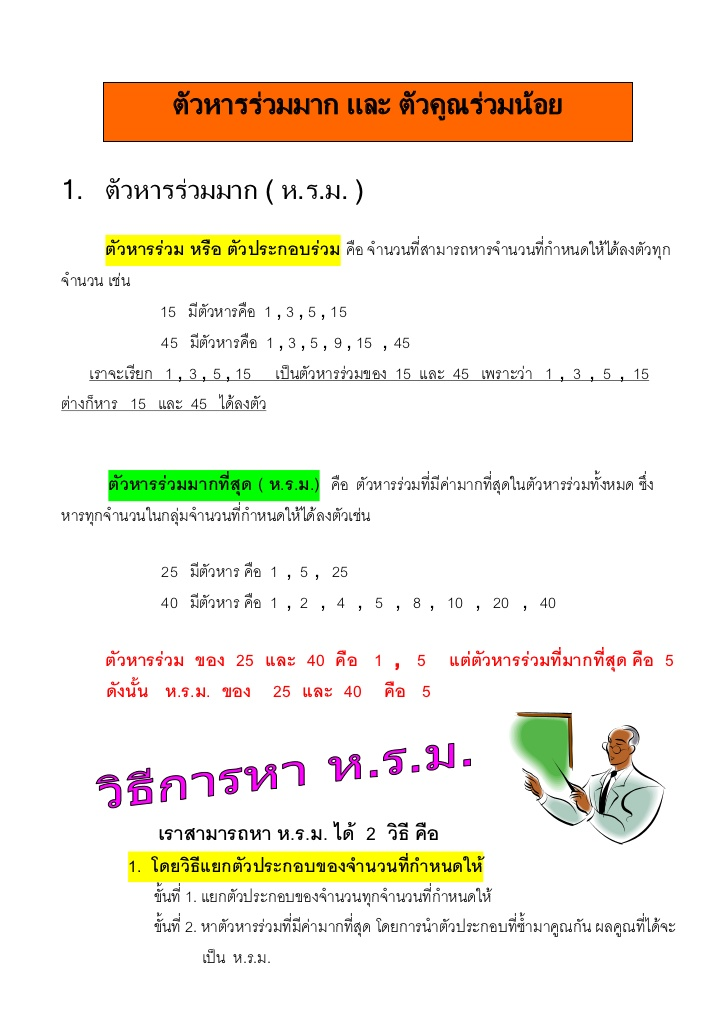 ตัวหารร่วมมาก และ ตัวคูณร่วมน้อย
1. ตัวหารร่วมมาก ( ห.ร.ม. )
ตัวหารร่วม หรือ ตัวประกอบร่วม คือ จำนวนที่สามารถหารจำนวนที่กำหนดให้ได้ลงตัวทุก
จำนวน เช่น
15 มีตัวหารคือ 1 , 3 , 5 , 15
45 มีตัวหารคือ 1 , 3 , 5 , 9 , 15 , 45
เราจะเรียก 1 , 3 , 5 , 15 เป็นตัวหารร่วมของ 15 และ 45 เพราะว่า 1 , 3 , 5 , 15
ต่างก็หาร 15 และ 45 ได้ลงตัว
ตัวหารร่วมมากที่สุด ( ห.ร.ม.) คือ ตัวหารร่วมที่มีค่ามากที่สุดในตัวหารร่วมทั้งหมด ซึ่ง
หารทุกจำนวนในกลุ่มจำนวนที่กำหนดให้ได้ลงตัวเช่น
25 มีตัวหาร คือ 1 , 5 , 25
40 มีตัวหาร คือ 1 , 2 , 4 , 5 , 8 , 10 , 20 , 40
ตัวหารร่วม ของ 25 และ 40 คือ 1 , 5 แต่ตัวหารร่วมที่มากที่สุด คือ 5
ดังนั้น ห.ร.ม. ของ 25 และ 40 คือ 5
วิธีการหา ห.ร.ม.
เราสามารถหา ห.ร.ม. ได้ 2 วิธี คือ
1. โดยวิธีแยกตัวประกอบของจำนวนที่กำหนดให้
ขั้นที่ 1. แยกตัวประกอบของจำนวนทุกจำนวนที่กำหนดให้
ขั้นที่ 2. หาตัวหารร่วมที่มีค่ามากที่สุด โดยการนำตัวประกอบที่ซ้ำมาคูณกัน ผลคูณที่ได้จะ
เป็น ห.ร.ม.